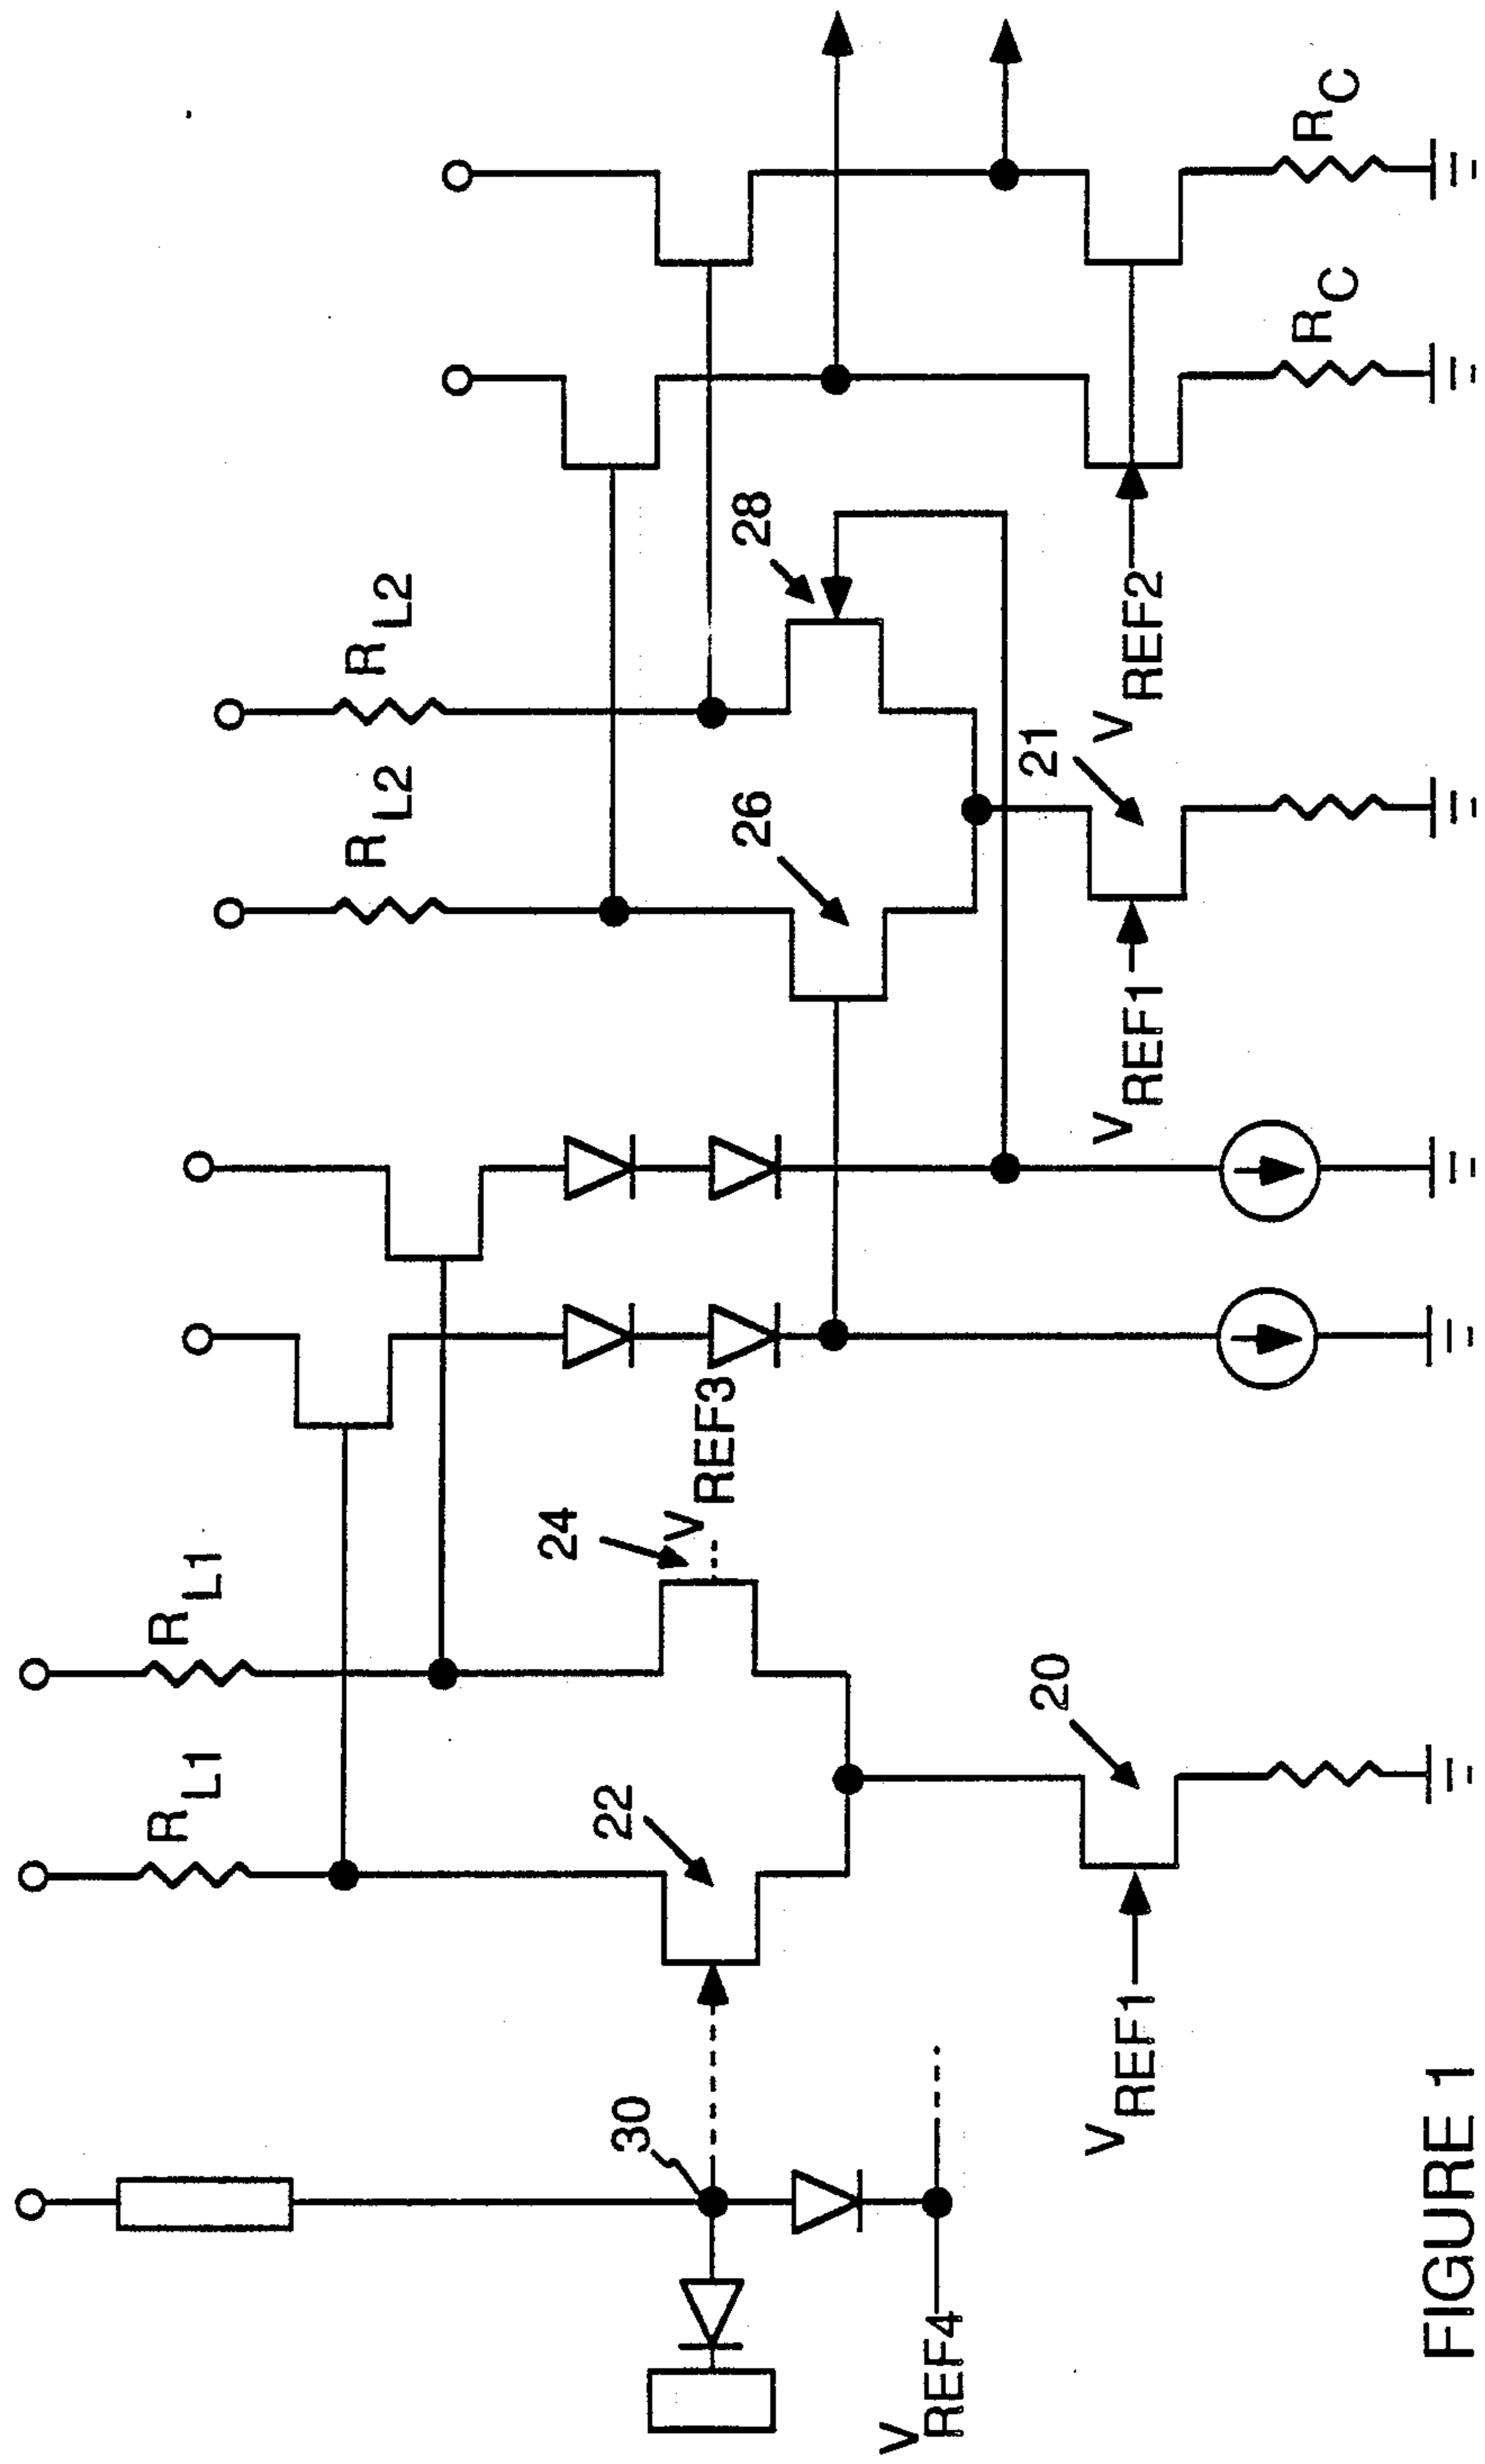 R L1
R L1
R L2
R L2
24
V REF3
22
30
26
28
20
21
V REF4
V REF1
V REF1
V REF2
R C
R C
FIGURE 1